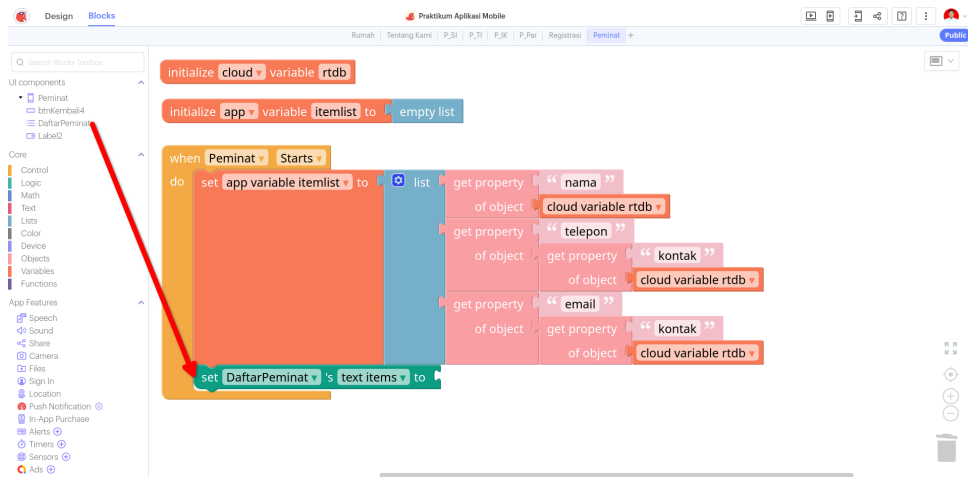 Design Blocks Praktikum Aplikasi Mobile
Rumah Tentang Kami P_SI P_TI P_IK P_Par Registrasi Peminat + Public
Search Blocks Toolbox
UI components
Peminat
btnKembali4
DaftarPeminat
Label2
Core
Control
Logic
Math
Text
Lists
Color
Device
Objects
Variables
Functions
App Features
Speech
Sound
Share
Camera
Files
Sign In
Location
Push Notification
In-App Purchase
Alerts
Timers
Sensors
Ads
initialize cloud variable rtdb
initialize app variable itemlist to empty list
when Peminat Starts
do set app variable itemlist to list get property “ nama ”
of object cloud variable rtdb
get property “ telepon ”
of object get property “ kontak ”
of object cloud variable rtdb
get property “ email ”
of object get property “ kontak ”
of object cloud variable rtdb
set DaftarPeminat 's text items to